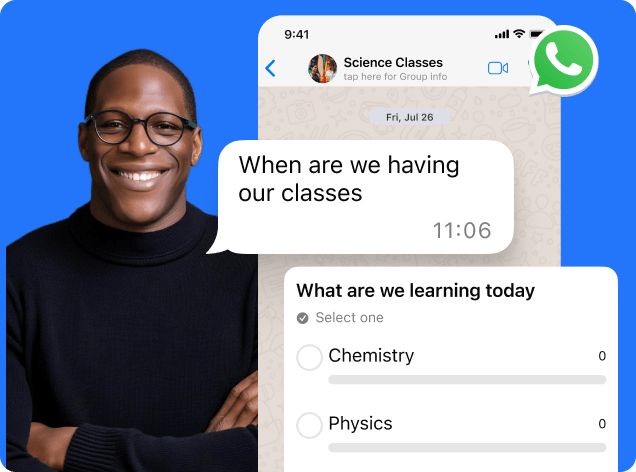 9:41
Science Classes
tap here for Group info
Fri, Jul 26
When are we having
our classes
11:06
What are we learning today
Select one
Chemistry 0
Physics 0